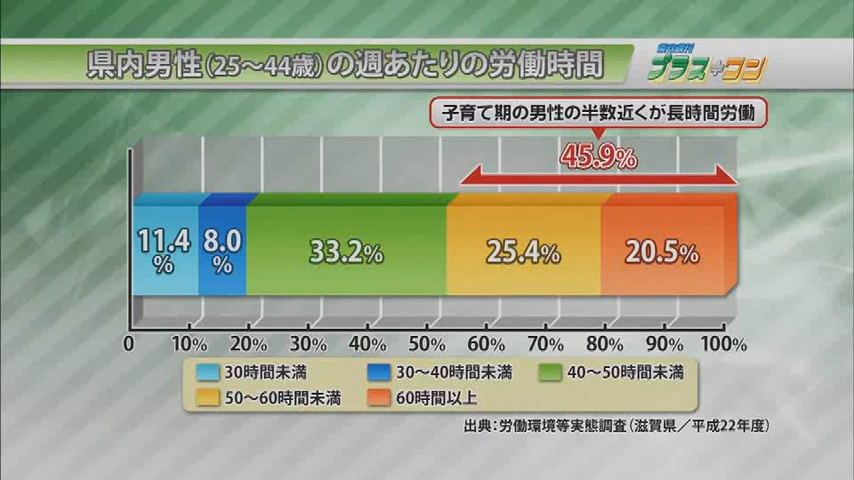 県内男性(25～44歳)の週あたりの労働時間
県政週刊
プラス+ワン
子育て期の男性の半数近くが長時間労働
45.9%
11.4% 8.0% 33.2% 25.4% 20.5%
0 10% 20% 30% 40% 50% 60% 70% 80% 90% 100%
30時間未満 30～40時間未満 40～50時間未満
50～60時間未満 60時間以上
出典：労働環境等実態調査(滋賀県／平成22年度)